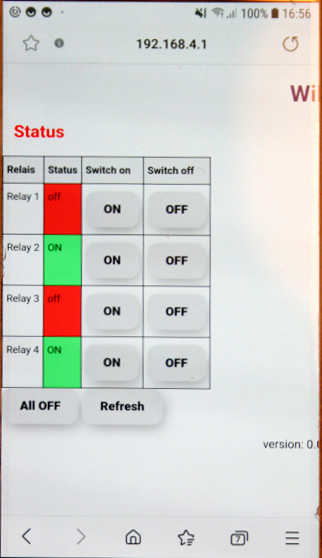 100% 16:56
192.168.4.1
Status
Relais Status Switch on Switch off
Relay 1 off ON OFF
Relay 2 ON ON OFF
Relay 3 off ON OFF
Relay 4 ON ON OFF
All OFF Refresh
version: 0.
7